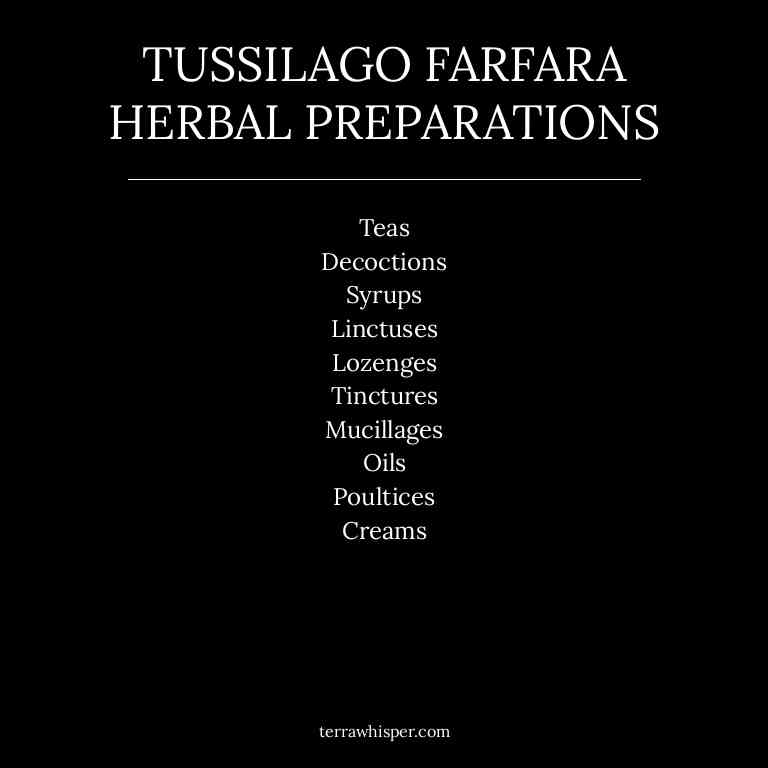 TUSSILAGO FARFARA
HERBAL PREPARATIONS
Teas
Decoctions
Syrups
Linctuses
Lozenges
Tinctures
Mucillages
Oils
Poultices
Creams
terrawhisper.com